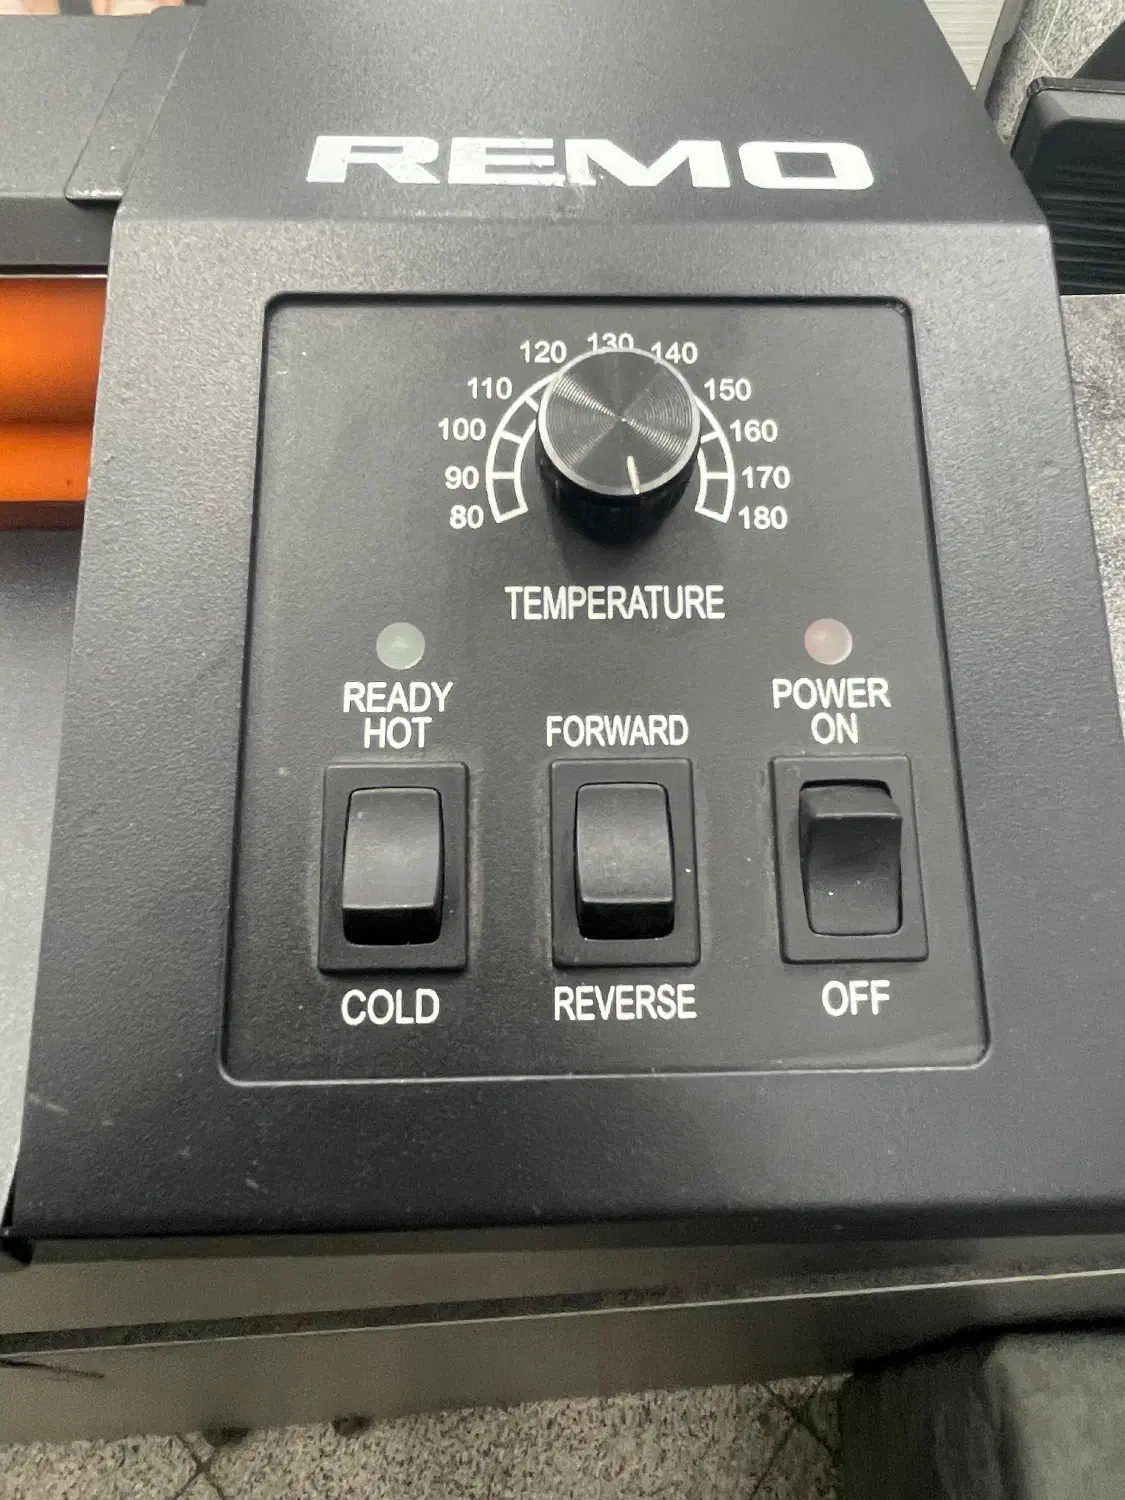 REMO
120 130 140
110 150
100 160
90 170
80 180
TEMPERATURE
READY HOT
POWER ON
FORWARD
COLD
REVERSE
OFF